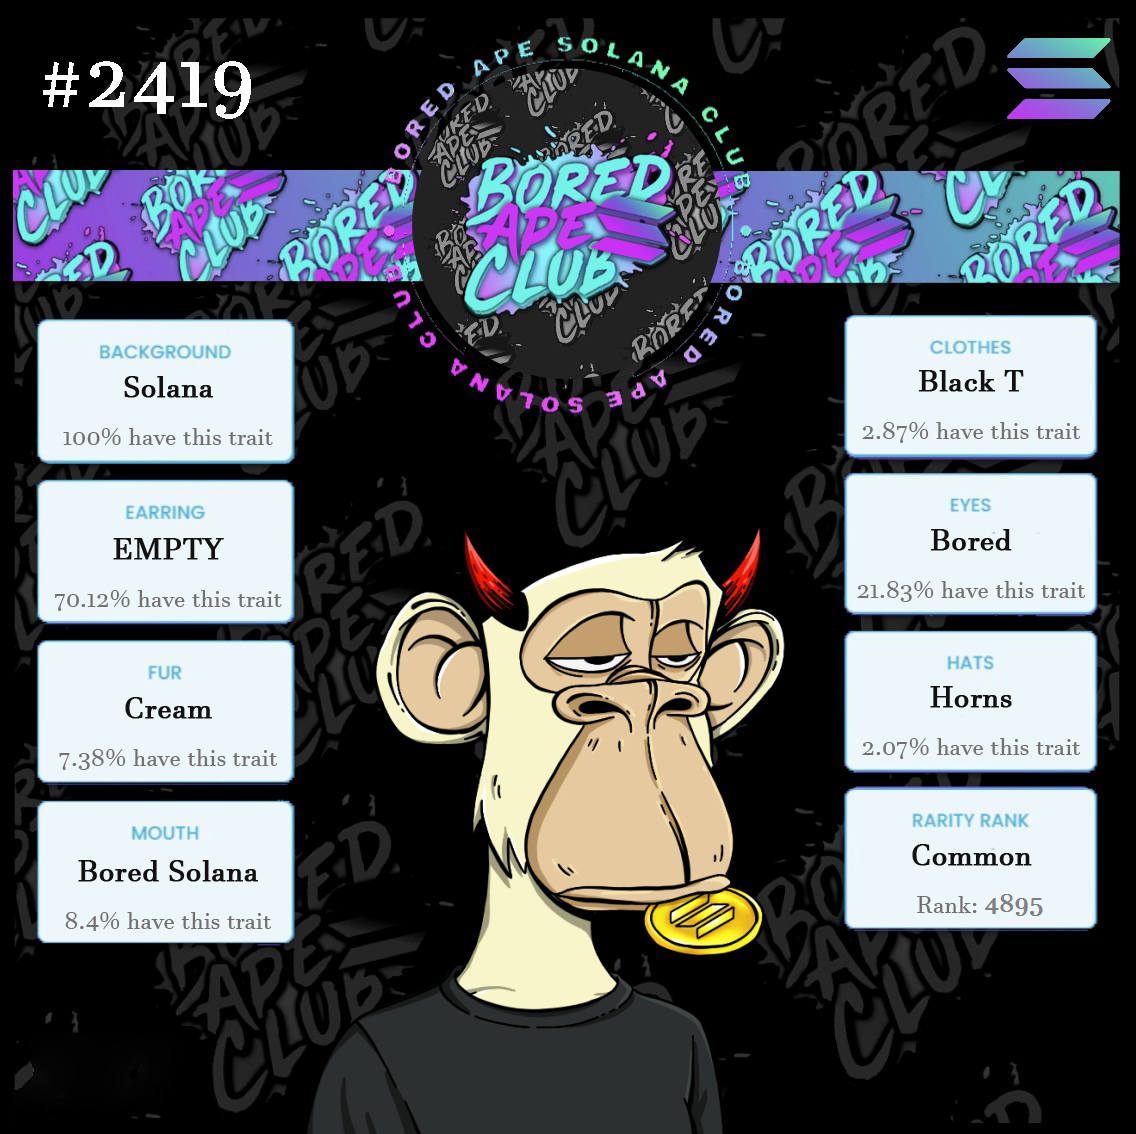 #2419
BORED APE SOLANA CLUB
BORED APE SOLANA CLUB
BORED
APE
CLUB
BACKGROUND
Solana
100% have this trait
EARRING
EMPTY
70.12% have this trait
FUR
Cream
7.38% have this trait
MOUTH
Bored Solana
8.4% have this trait
CLOTHES
Black T
2.87% have this trait
EYES
Bored
21.83% have this trait
HATS
Horns
2.07% have this trait
RARITY RANK
Common
Rank: 4895